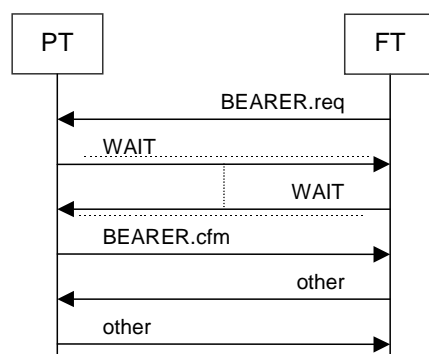 PT
FT
BEARER.req
WAIT
WAIT
BEARER.cfm
other
other